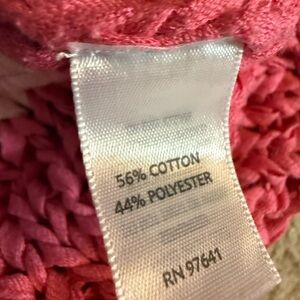 56% COTTON
44% POLYESTER
RN 97641